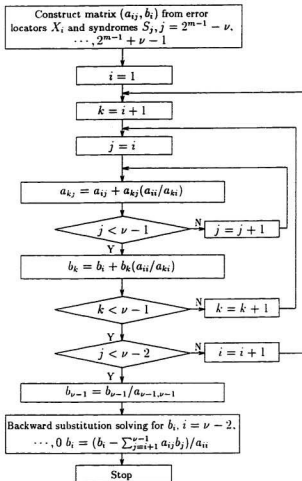 Construct matrix (a_{ij}, b_i) from error
locators X_i and syndromes S_j, j = 2^{m-1} − ν,
⋯, 2^{m-1} + ν − 1
i = 1
k = i + 1
j = i
a_{kj} = a_{ij} + a_{kj}(a_{ii}/a_{ki})
j < ν − 1
N
j = j + 1
Y
b_k = b_i + b_k(a_{ii}/a_{ki})
k < ν − 1
N
k = k + 1
Y
j < ν − 2
N
i = i + 1
Y
b_{ν−1} = b_{ν−1}/a_{ν−1,ν−1}
Backward substitution solving for b_i, i = ν − 2,
⋯, 0 b_i = (b_i − ∑_{j=i+1}^{ν−1} a_{ij}b_j)/a_{ii}
Stop